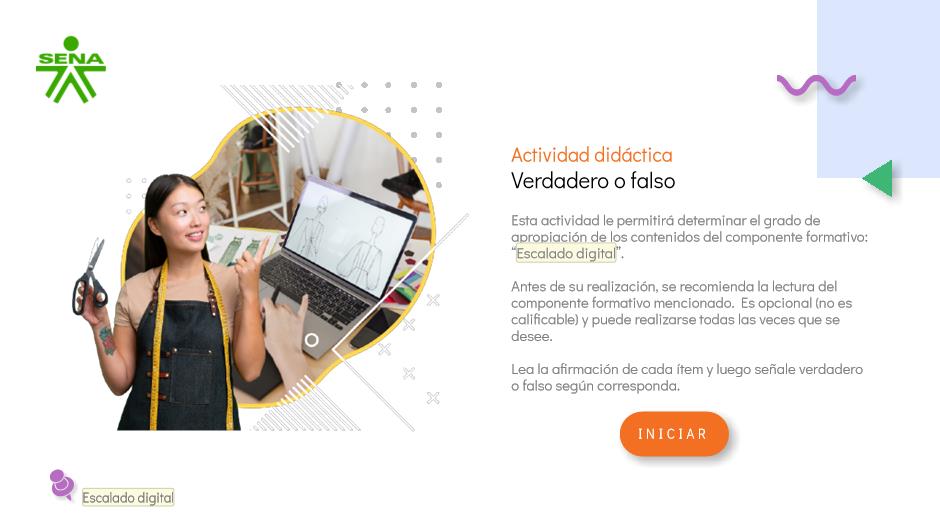 SENA
Actividad didáctica
Verdadero o falso
Esta actividad le permitirá determinar el grado de
apropiación de los contenidos del componente formativo:
“Escalado digital”.
Antes de su realización, se recomienda la lectura del
componente formativo mencionado. Es opcional (no es
calificable) y puede realizarse todas las veces que se
desee.
Lea la afirmación de cada ítem y luego señale verdadero
o falso según corresponda.
INICIAR
Escalado digital